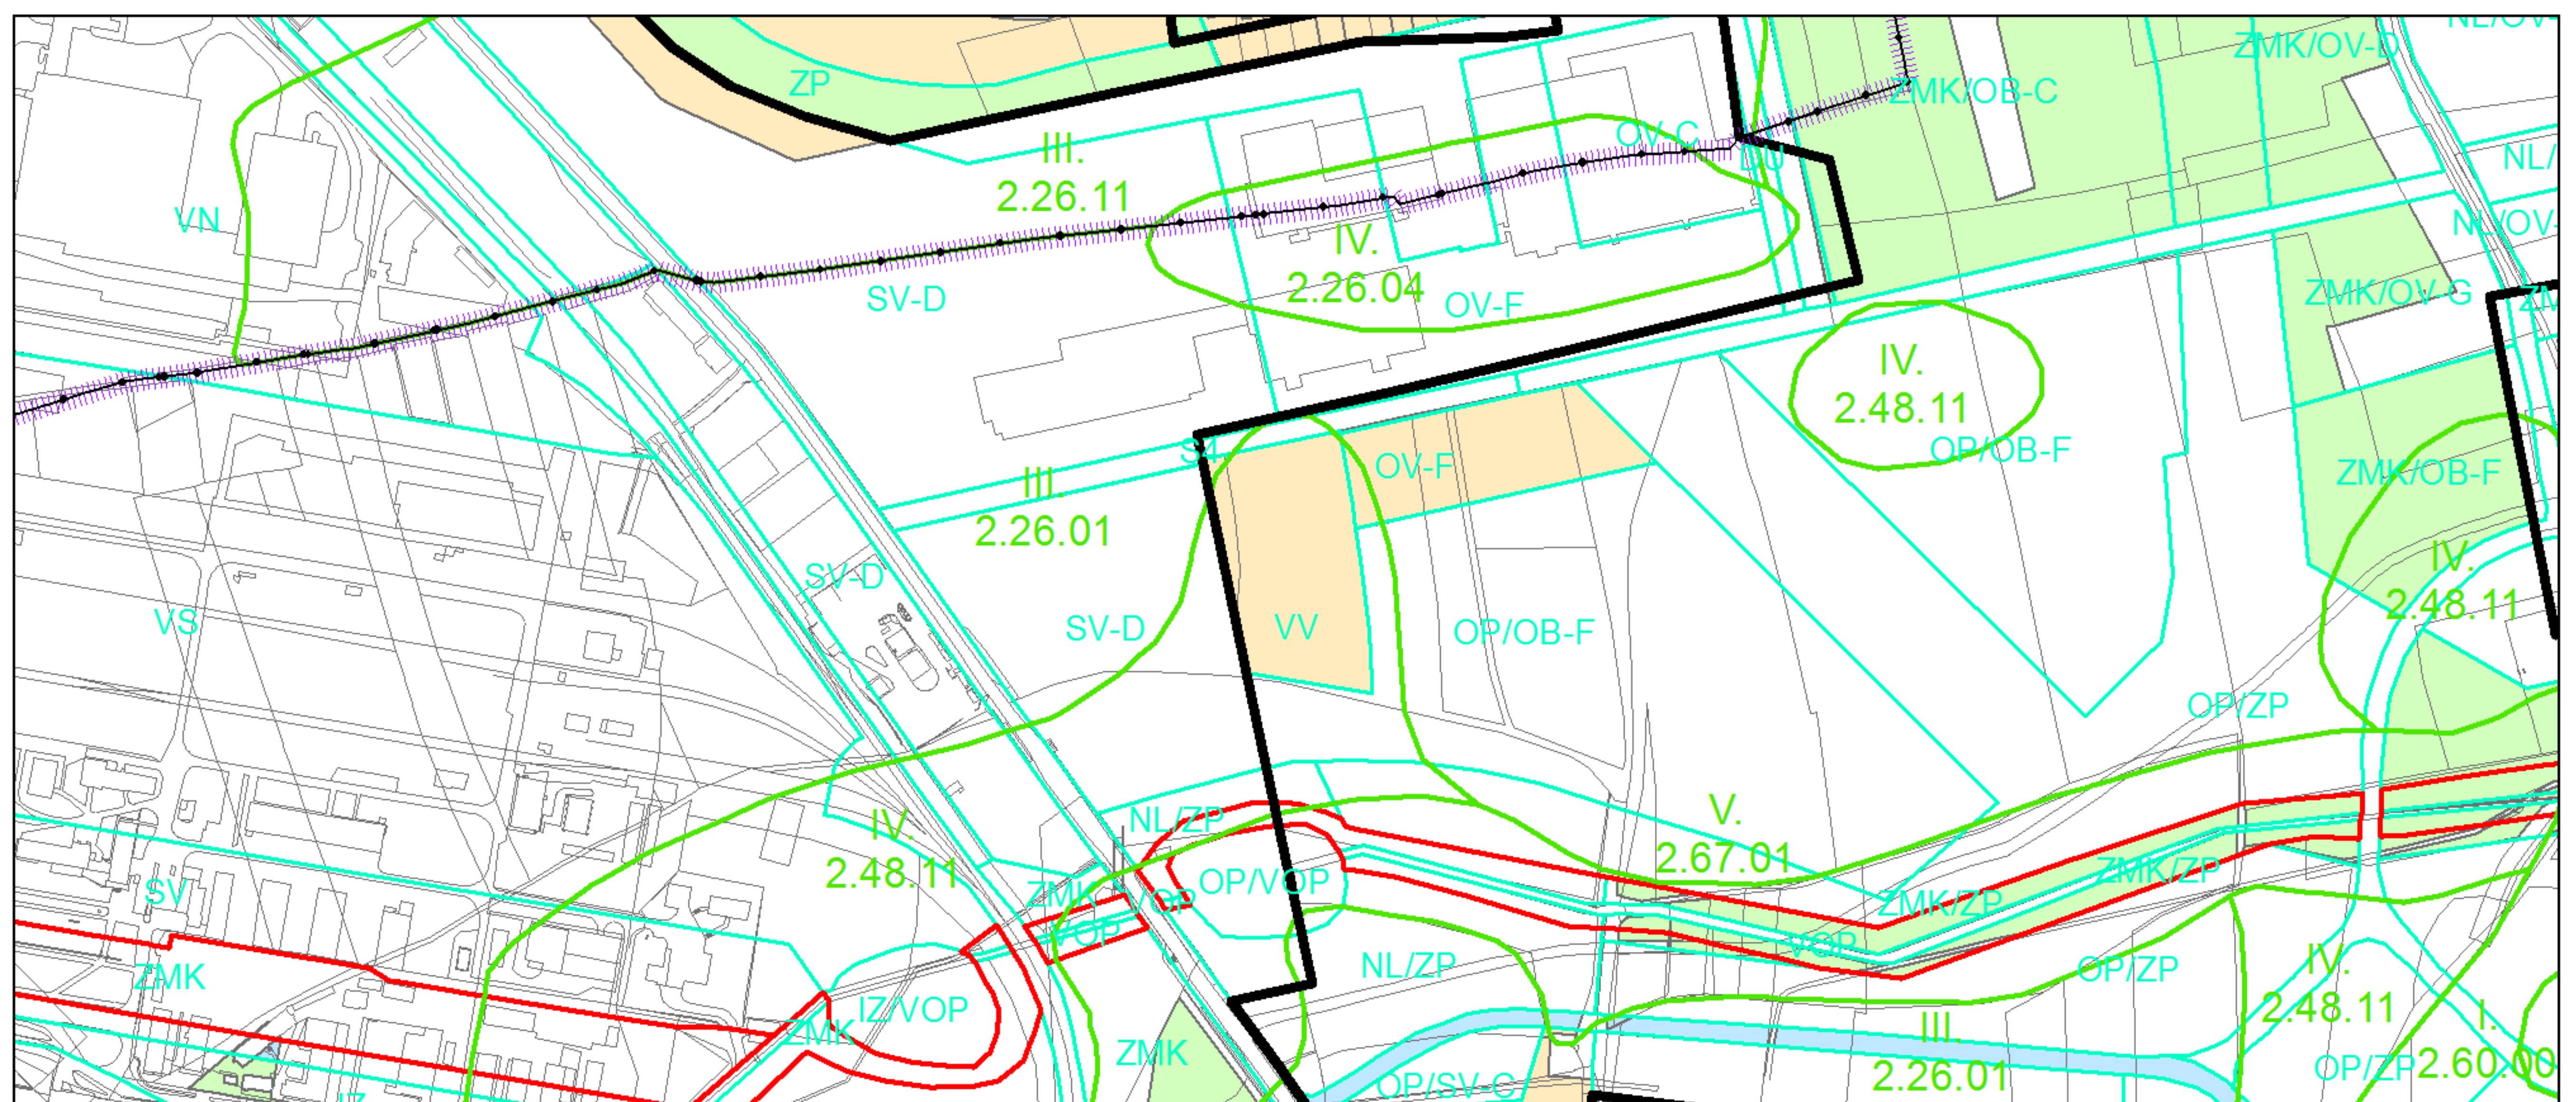 ZMK/OV-D
ZP
ZMK/OB-C
OV-C
III.
2.26.11
NL/
VN
NL/OV-
IV.
2.26.04
SV-D
OV-F
ZMK/OV-G
ZM
IV.
2.48.11
OP/OB-F
S4
OV-F
ZMK/OB-F
III.
2.26.01
IV.
2.48.11
SV-D
VS
SV-D
VV
OP/OB-F
OP/ZP
V.
2.67.01
NL/ZP
IV.
2.48.11
OP/VOP
ZMK/ZP
ZMK/ZP
SV
ZMK
VOP
VOP
VOP
NL/ZP
OP/ZP
ZMK
IV.
2.48.11
IZ/VOP
ZMK
ZMK
III.
2.26.01
I.
2.60.00
OP/ZP
OP/SV-C